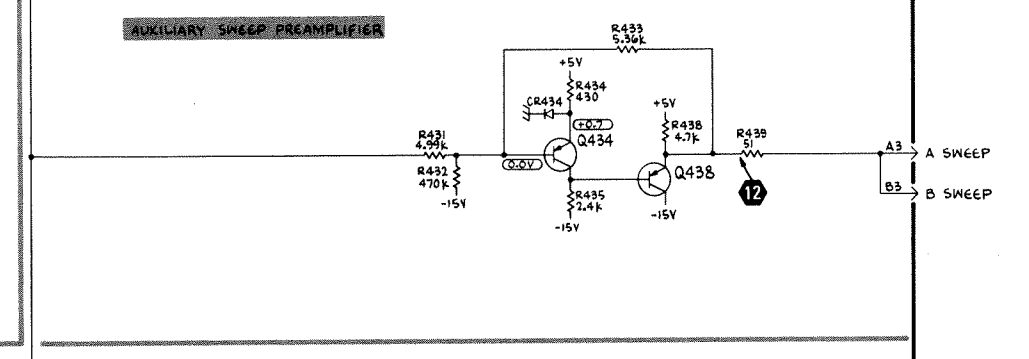 AUXILIARY SWEEP PREAMPLIFIER
R433
5.36K
+5V
R434
430
CR434
+0.7
Q434
+5V
R438
4.7K
R439
51
R431
4.99K
R432
470K
-15V
0.0V
Q438
12
R435
2.4K
-15V
-15V
A3
A SWEEP
B3
B SWEEP